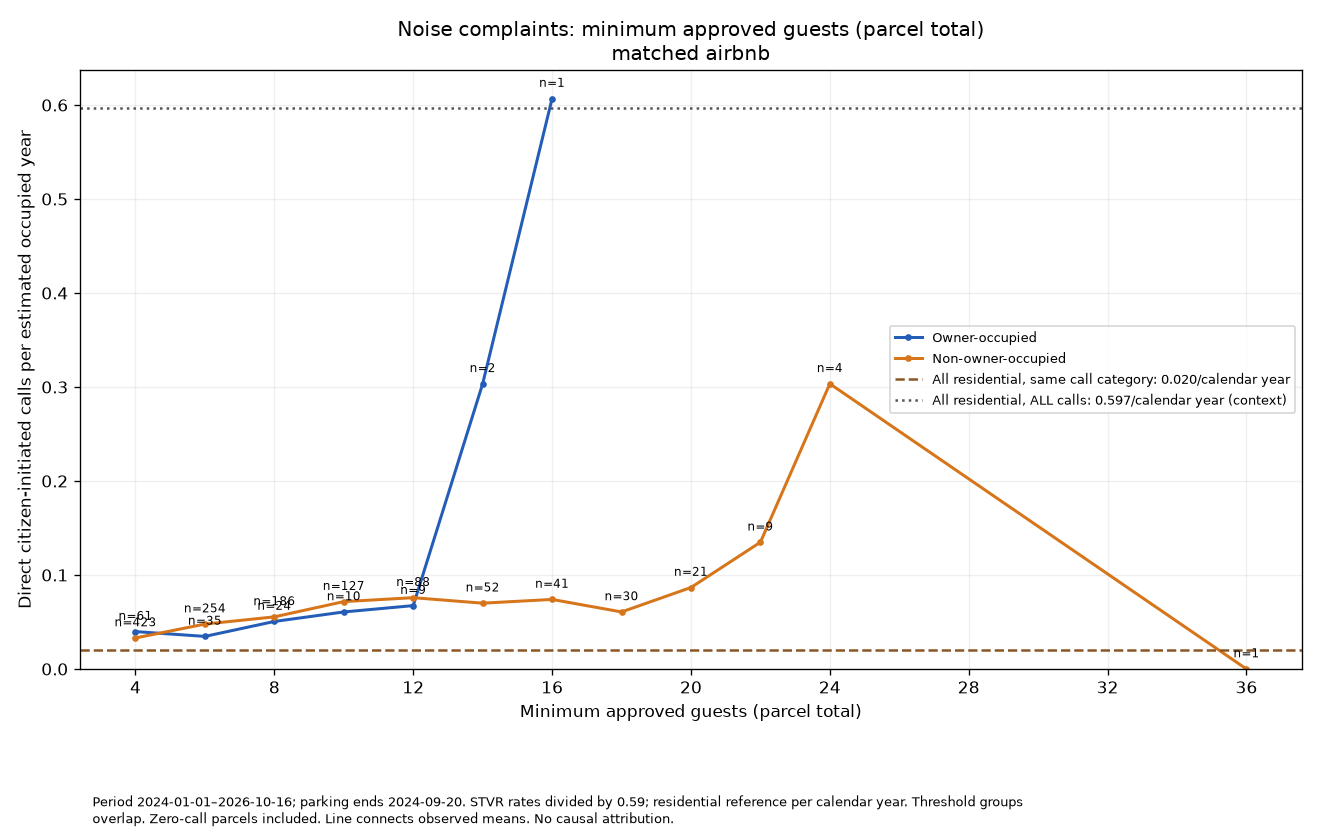 Noise complaints: minimum approved guests (parcel total)
matched airbnb
Direct citizen-initiated calls per estimated occupied year
0.6
0.5
0.4
0.3
0.2
0.1
0.0
n=1
n=2
n=4
n=9
n=61
n=423
n=254
n=35
n=186
n=24
n=127
n=10
n=88
n=9
n=52
n=41
n=30
n=21
n=1
Owner-occupied
Non-owner-occupied
All residential, same call category: 0.020/calendar year
All residential, ALL calls: 0.597/calendar year (context)
4 8 12 16 20 24 28 32 36
Minimum approved guests (parcel total)
Period 2024-01-01–2026-10-16; parking ends 2024-09-20. STVR rates divided by 0.59; residential reference per calendar year. Threshold groups
overlap. Zero-call parcels included. Line connects observed means. No causal attribution.